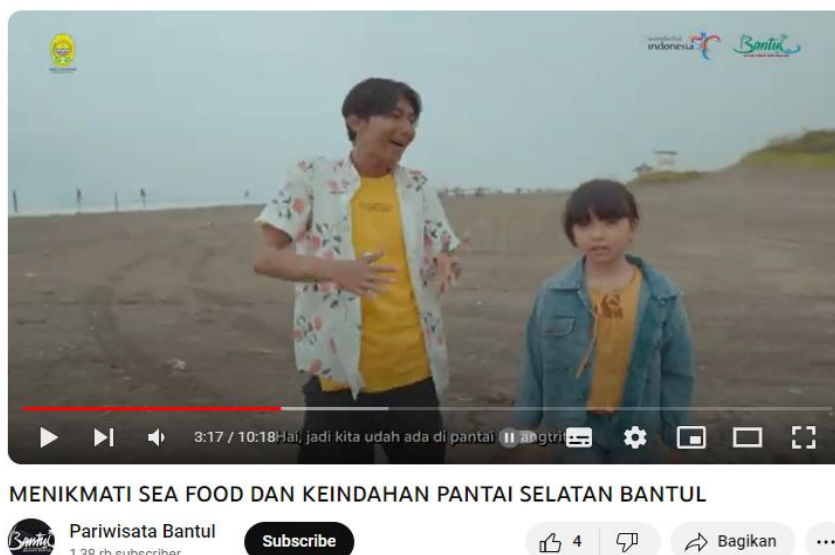 wonderful
indonesia
Bantul
3:17 / 10:18
Hai, jadi kita udah ada di pantai
MENIKMATI SEA FOOD DAN KEINDAHAN PANTAI SELATAN BANTUL
Bantul
Pariwisata Bantul
1,38 rb subscriber
Subscribe
4
Bagikan